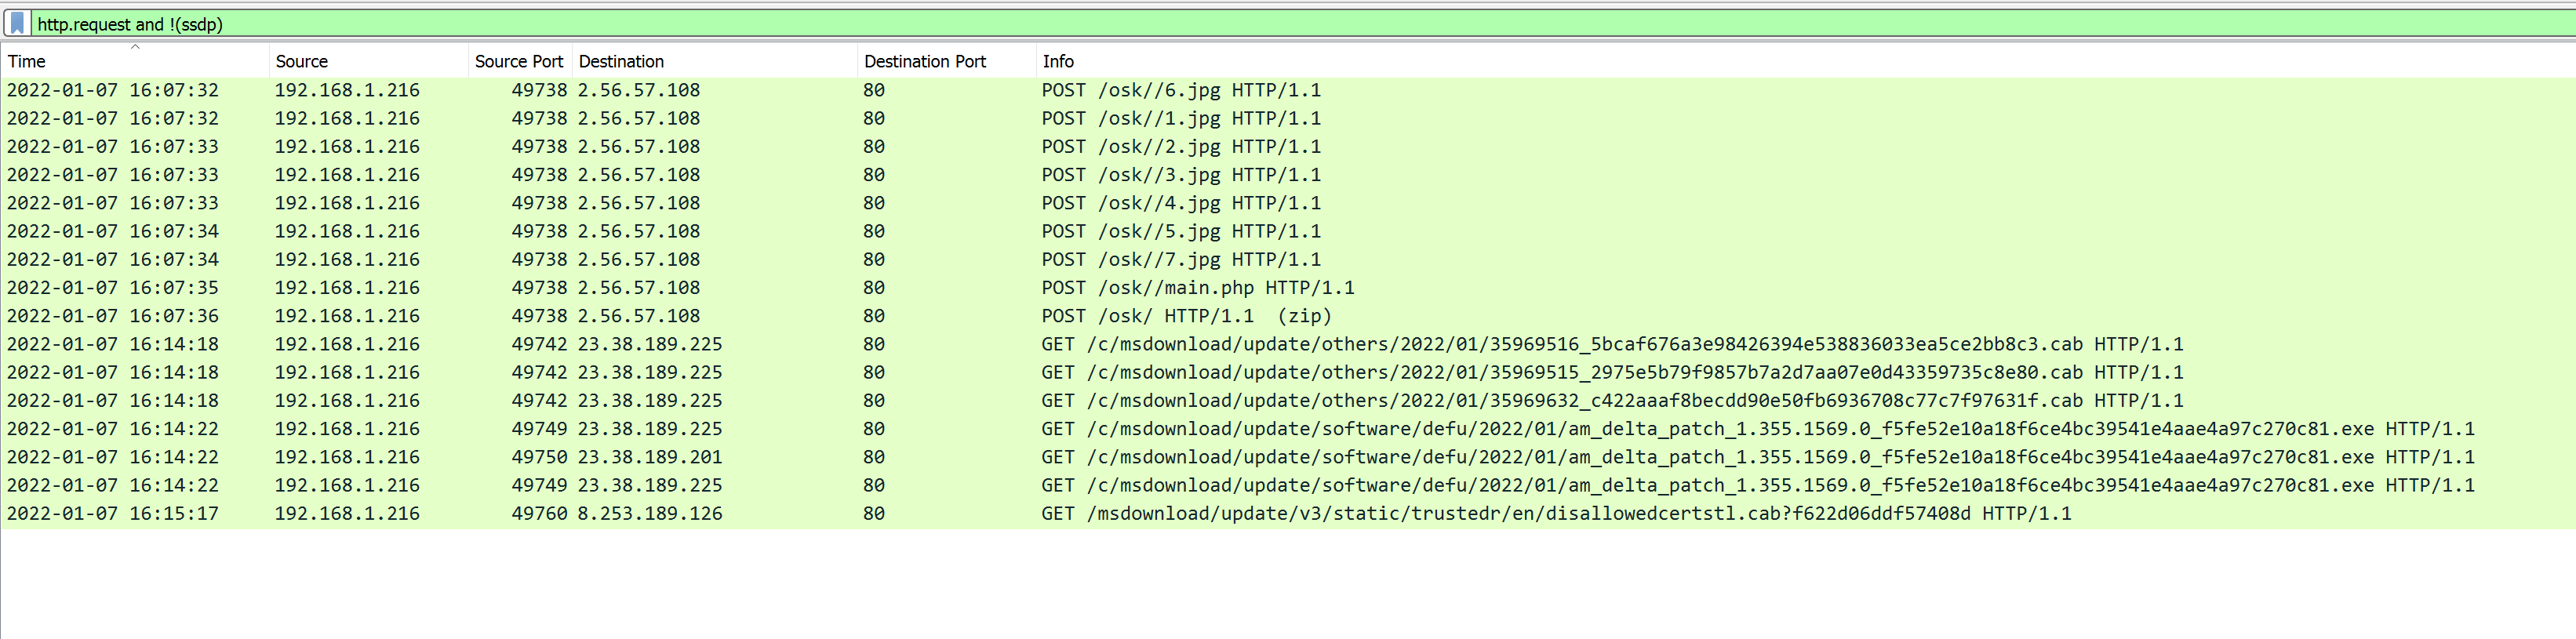 http.request and !(ssdp)
Time Source Source Port Destination Destination Port Info
2022-01-07 16:07:32 192.168.1.216 49738 2.56.57.108 80 POST /osk//6.jpg HTTP/1.1
2022-01-07 16:07:32 192.168.1.216 49738 2.56.57.108 80 POST /osk//1.jpg HTTP/1.1
2022-01-07 16:07:33 192.168.1.216 49738 2.56.57.108 80 POST /osk//2.jpg HTTP/1.1
2022-01-07 16:07:33 192.168.1.216 49738 2.56.57.108 80 POST /osk//3.jpg HTTP/1.1
2022-01-07 16:07:33 192.168.1.216 49738 2.56.57.108 80 POST /osk//4.jpg HTTP/1.1
2022-01-07 16:07:34 192.168.1.216 49738 2.56.57.108 80 POST /osk//5.jpg HTTP/1.1
2022-01-07 16:07:34 192.168.1.216 49738 2.56.57.108 80 POST /osk//7.jpg HTTP/1.1
2022-01-07 16:07:35 192.168.1.216 49738 2.56.57.108 80 POST /osk//main.php HTTP/1.1
2022-01-07 16:07:36 192.168.1.216 49738 2.56.57.108 80 POST /osk/ HTTP/1.1 (zip)
2022-01-07 16:14:18 192.168.1.216 49742 23.38.189.225 80 GET /c/msdownload/update/others/2022/01/35969516_5bcaf676a3e98426394e538836033ea5ce2bb8c3.cab HTTP/1.1
2022-01-07 16:14:18 192.168.1.216 49742 23.38.189.225 80 GET /c/msdownload/update/others/2022/01/35969515_2975e5b79f9857b7a2d7aa07e0d43359735c8e80.cab HTTP/1.1
2022-01-07 16:14:18 192.168.1.216 49742 23.38.189.225 80 GET /c/msdownload/update/others/2022/01/35969632_c422aaaf8becdd90e50fb6936708c77c7f97631f.cab HTTP/1.1
2022-01-07 16:14:22 192.168.1.216 49749 23.38.189.225 80 GET /c/msdownload/update/software/defu/2022/01/am_delta_patch_1.355.1569.0_f5fe52e10a18f6ce4bc39541e4aae4a97c270c81.exe HTTP/1.1
2022-01-07 16:14:22 192.168.1.216 49750 23.38.189.201 80 GET /c/msdownload/update/software/defu/2022/01/am_delta_patch_1.355.1569.0_f5fe52e10a18f6ce4bc39541e4aae4a97c270c81.exe HTTP/1.1
2022-01-07 16:14:22 192.168.1.216 49749 23.38.189.225 80 GET /c/msdownload/update/software/defu/2022/01/am_delta_patch_1.355.1569.0_f5fe52e10a18f6ce4bc39541e4aae4a97c270c81.exe HTTP/1.1
2022-01-07 16:15:17 192.168.1.216 49760 8.253.189.126 80 GET /msdownload/update/v3/static/trustedr/en/disallowedcertstl.cab?f622d06ddf57408d HTTP/1.1